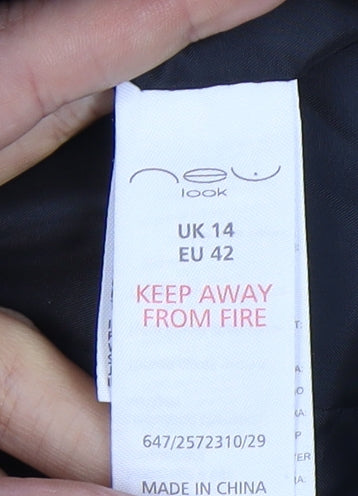 new
look
UK 14
EU 42
KEEP AWAY
FROM FIRE
647/2572310/29
MADE IN CHINA